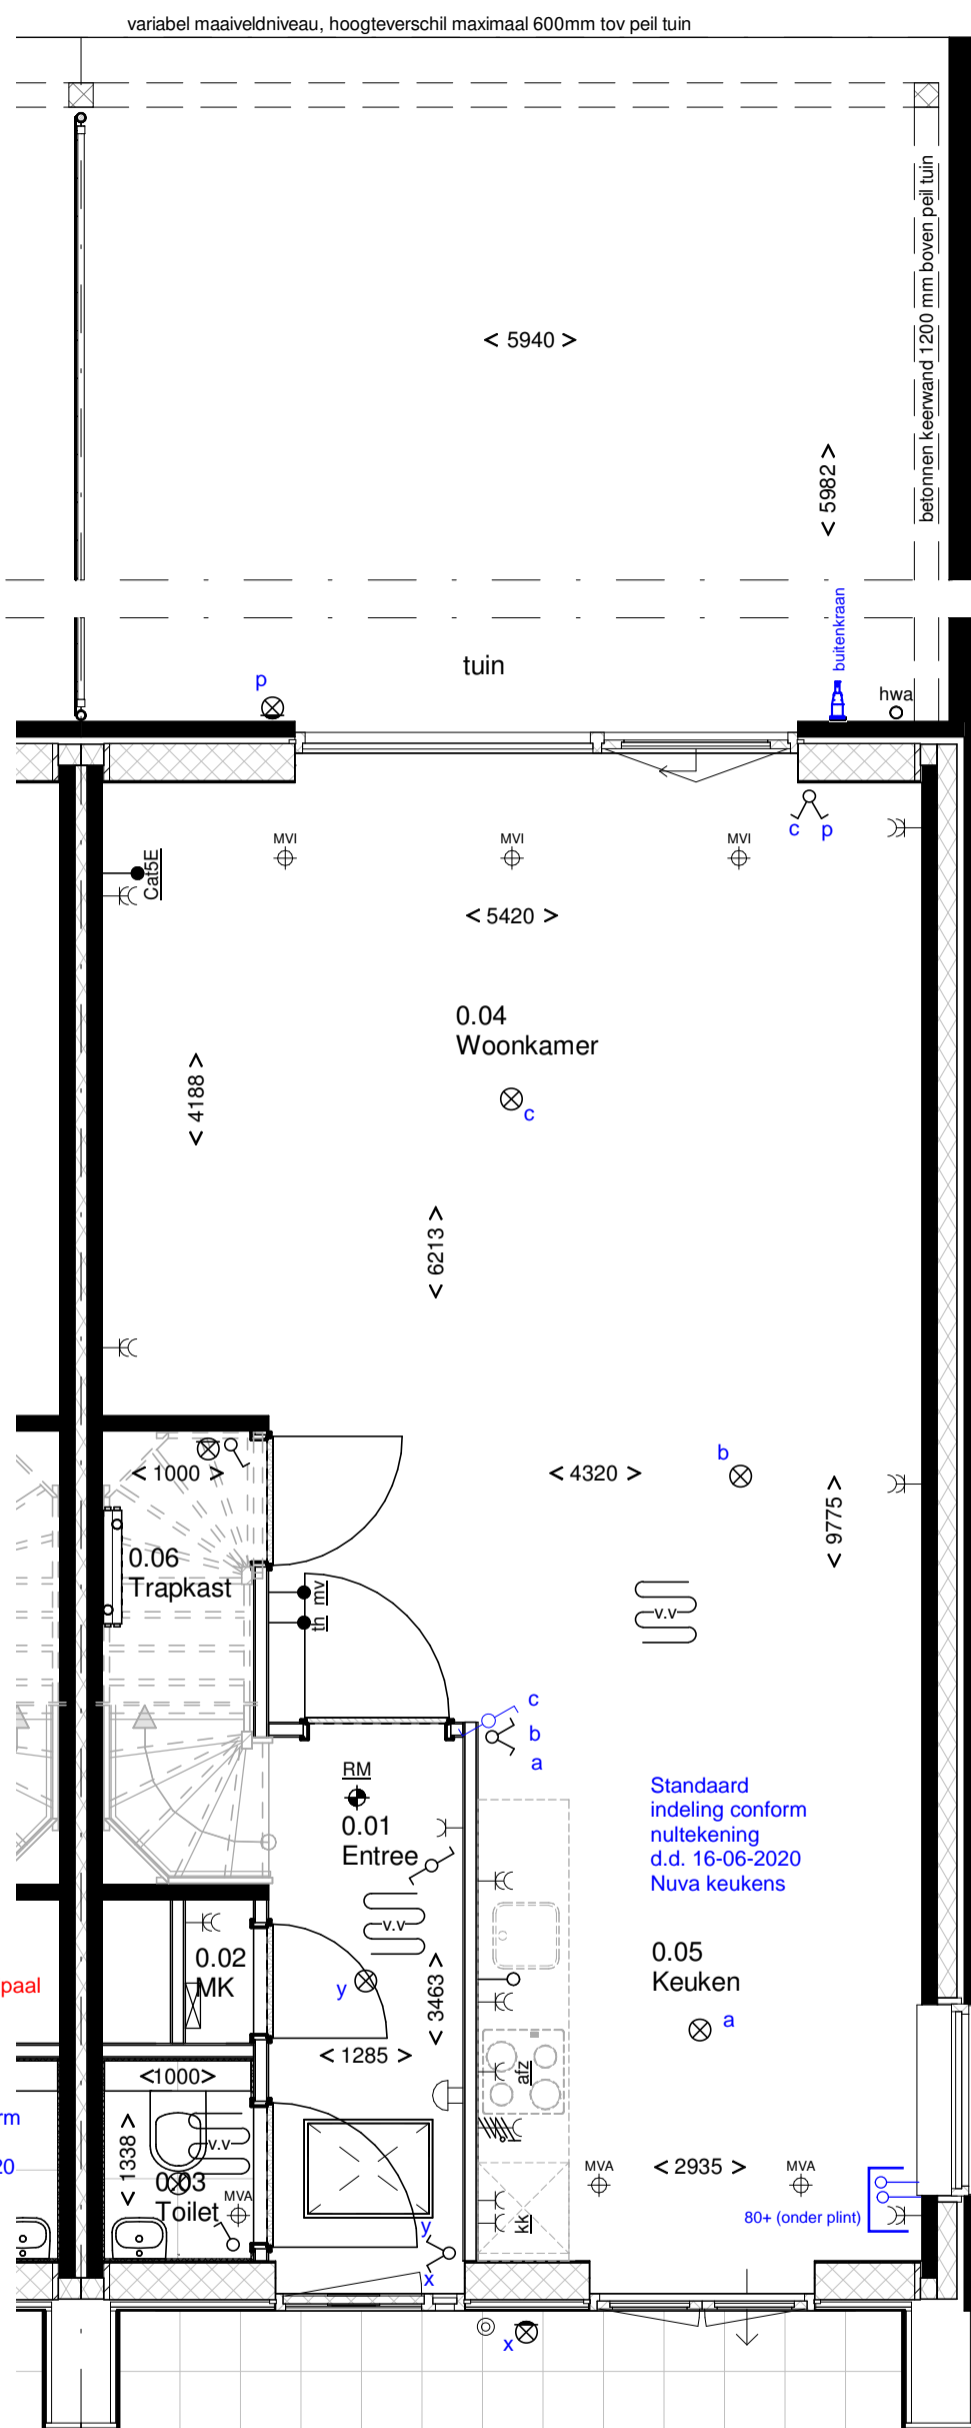 variabel maaiveldniveau, hoogteverschil maximaal 600mm tov peil tuin
betonnen keerwand 1200 mm boven peil tuin
< 5940 >
< 5982 >
buitenkraan
tuin
p
hwa
c p
MVI
MVI
MVI
Cat5E
< 5420 >
0.04
Woonkamer
< 4188 >
c
< 6213 >
b
< 1000 >
< 4320 >
< 9775 >
0.06
Trapkast
mv
th
v.v
c
b
a
RM
0.01
Entree
Standaard
indeling conform
nultekening
d.d. 16-06-2020
Nuva keukens
v.v
0.02
MK
0.05
Keuken
paal
y
< 3463 >
a
< 1285 >
afz
<1000>
rm
20
< 1338 >
v.v
0.03
Toilet
MVA
MVA
< 2935 >
MVA
80+ (onder plint)
kk
y
x
x